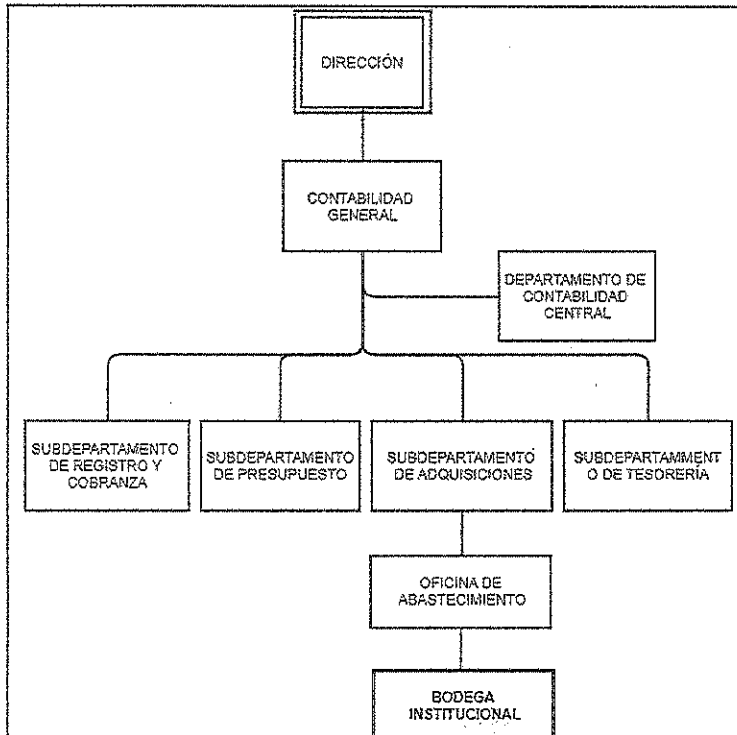 DIRECCIÓN
CONTABILIDAD
GENERAL
DEPARTAMENTO DE
CONTABILIDAD
CENTRAL
SUBDEPARTAMENTO
DE REGISTRO Y
COBRANZA
SUBDEPARTAMENTO
DE PRESUPUESTO
SUBDEPARTAMENTO
DE ADQUISICIONES
SUBDEPARTAMMENT
O DE TESORERÍA
OFICINA DE
ABASTECIMIENTO
BODEGA
INSTITUCIONAL